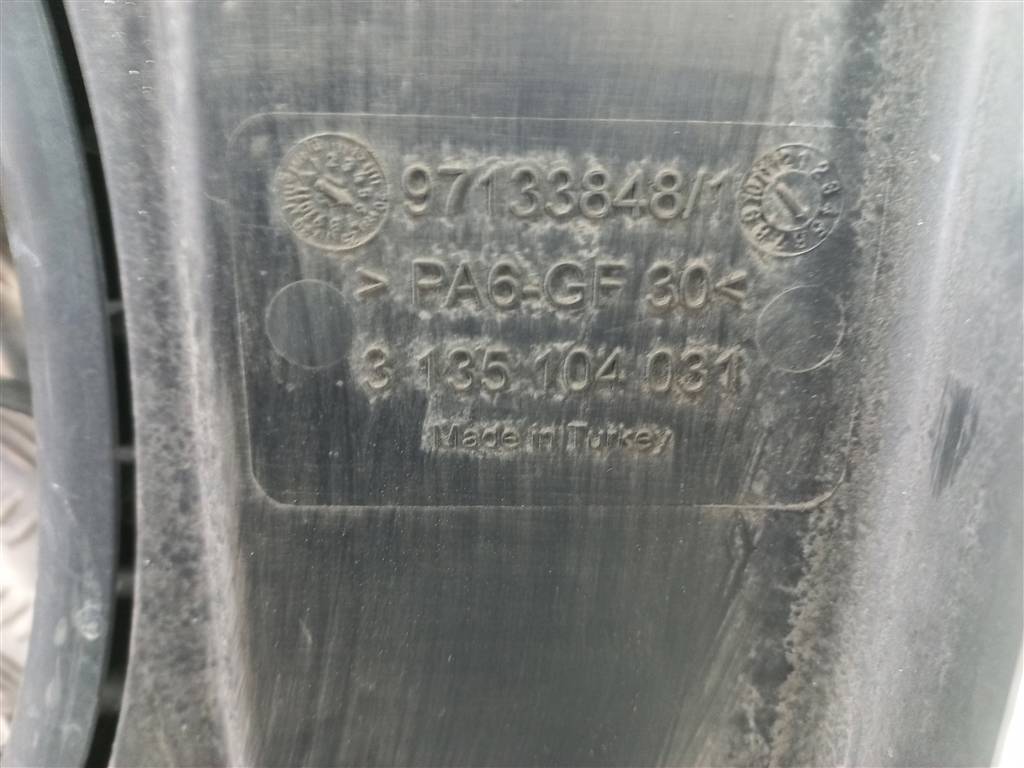 97133848/1
> PA6-GF 30<
3 135 104 031
Made in Turkey